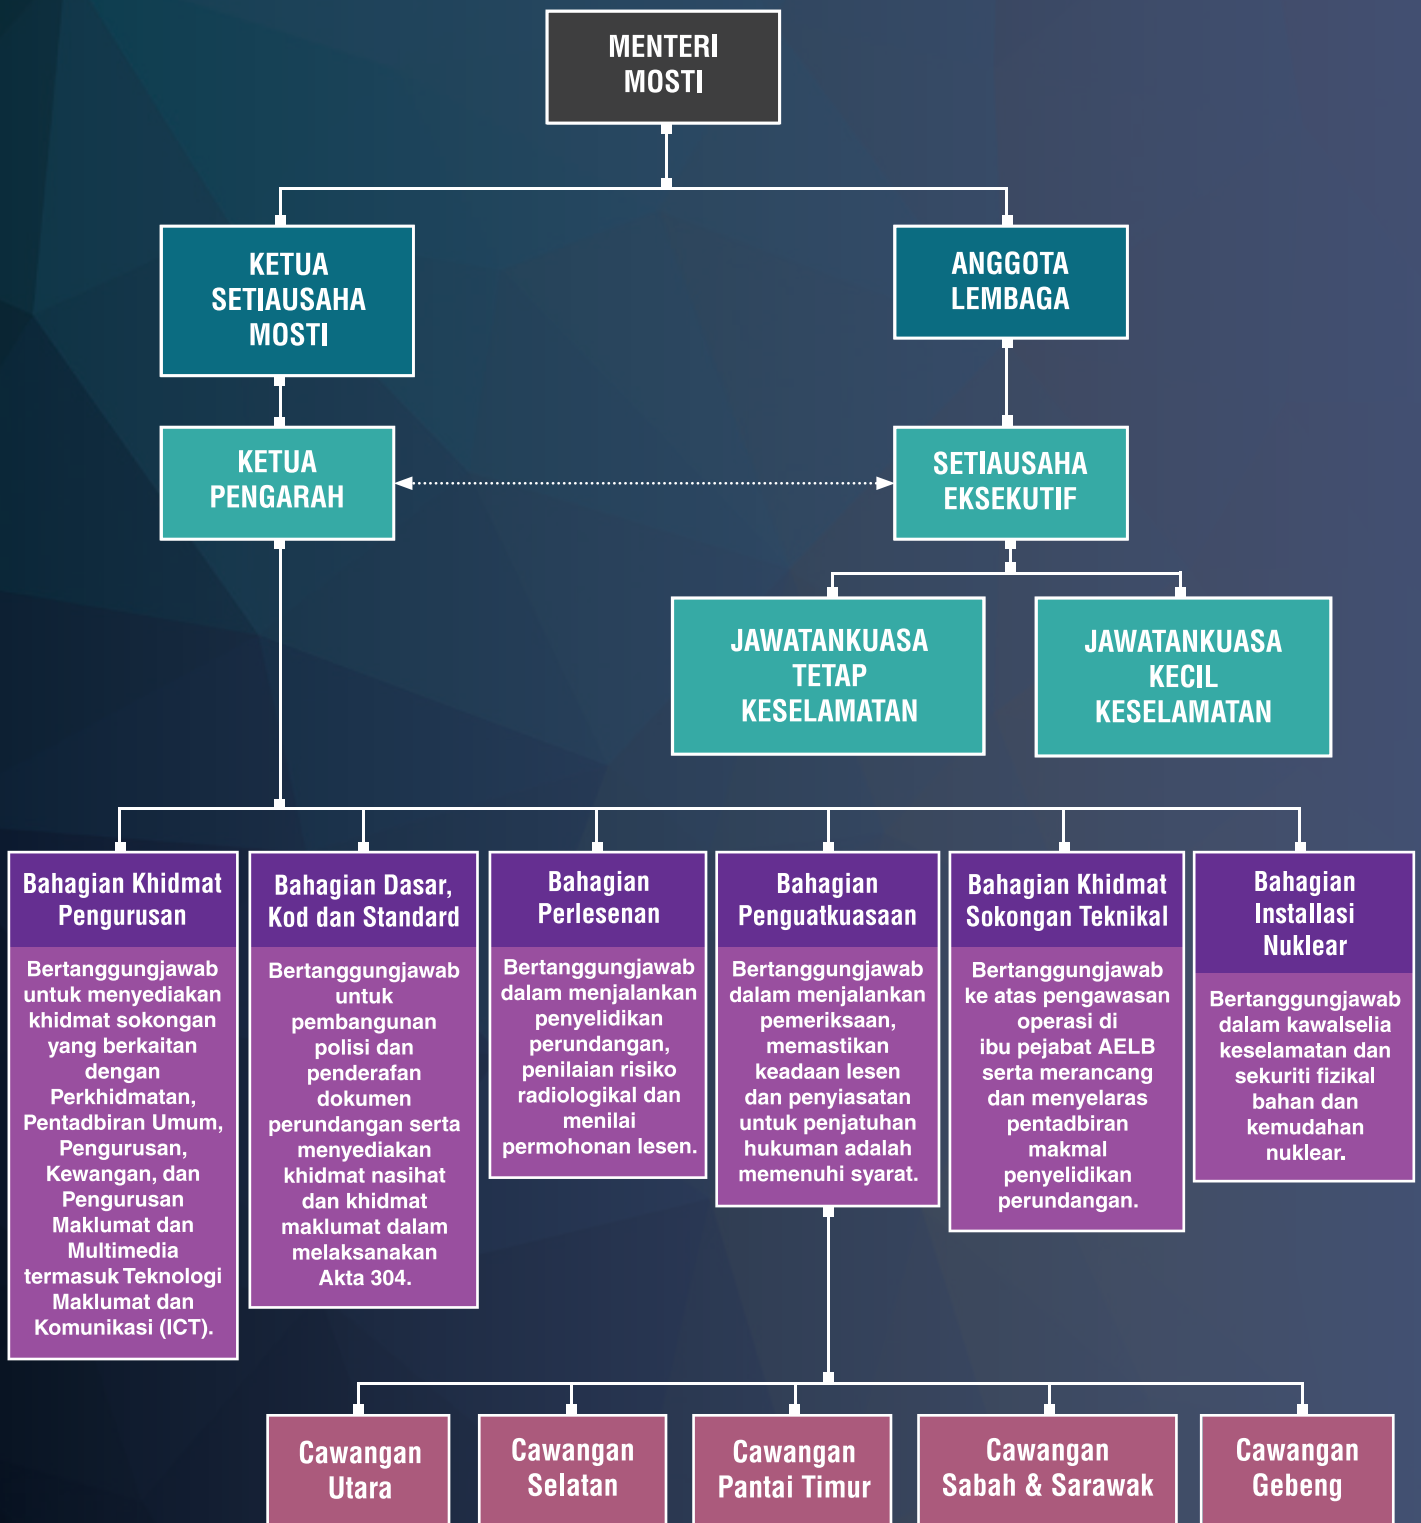 MENTERI
MOSTI
KETUA
SETIAUSAHA
MOSTI
ANGGOTA
LEMBAGA
KETUA
PENGARAH
SETIAUSAHA
EKSEKUTIF
JAWATANKUASA
TETAP
KESELAMATAN
JAWATANKUASA
KECIL
KESELAMATAN
Bahagian Khidmat
Pengurusan
Bertanggungjawab
untuk menyediakan
khidmat sokongan
yang berkaitan
dengan
Perkhidmatan,
Pentadbiran Umum,
Pengurusan,
Kewangan, dan
Pengurusan
Maklumat dan
Multimedia
termasuk Teknologi
Maklumat dan
Komunikasi (ICT).
Bahagian Dasar,
Kod dan Standard
Bertanggungjawab
untuk
pembangunan
polisi dan
penderafan
dokumen
perundangan serta
menyediakan
khidmat nasihat
dan khidmat
maklumat dalam
melaksanakan
Akta 304.
Bahagian
Perlesenan
Bertanggungjawab
dalam menjalankan
penyelidikan
perundangan,
penilaian risiko
radiologikal dan
menilai
permohonan lesen.
Bahagian
Penguatkuasaan
Bertanggungjawab
dalam menjalankan
pemeriksaan,
memastikan
keadaan lesen
dan penyiasatan
untuk penjatuhan
hukuman adalah
memenuhi syarat.
Bahagian Khidmat
Sokongan Teknikal
Bertanggungjawab
ke atas pengawasan
operasi di
ibu pejabat AELB
serta merancang
dan menyelaras
pentadbiran
makmal
penyelidikan
perundangan.
Bahagian
Installasi
Nuklear
Bertanggungjawab
dalam kawalselia
keselamatan dan
sekuriti fizikal
bahan dan
kemudahan
nuklear.
Cawangan
Utara
Cawangan
Selatan
Cawangan
Pantai Timur
Cawangan
Sabah & Sarawak
Cawangan
Gebeng